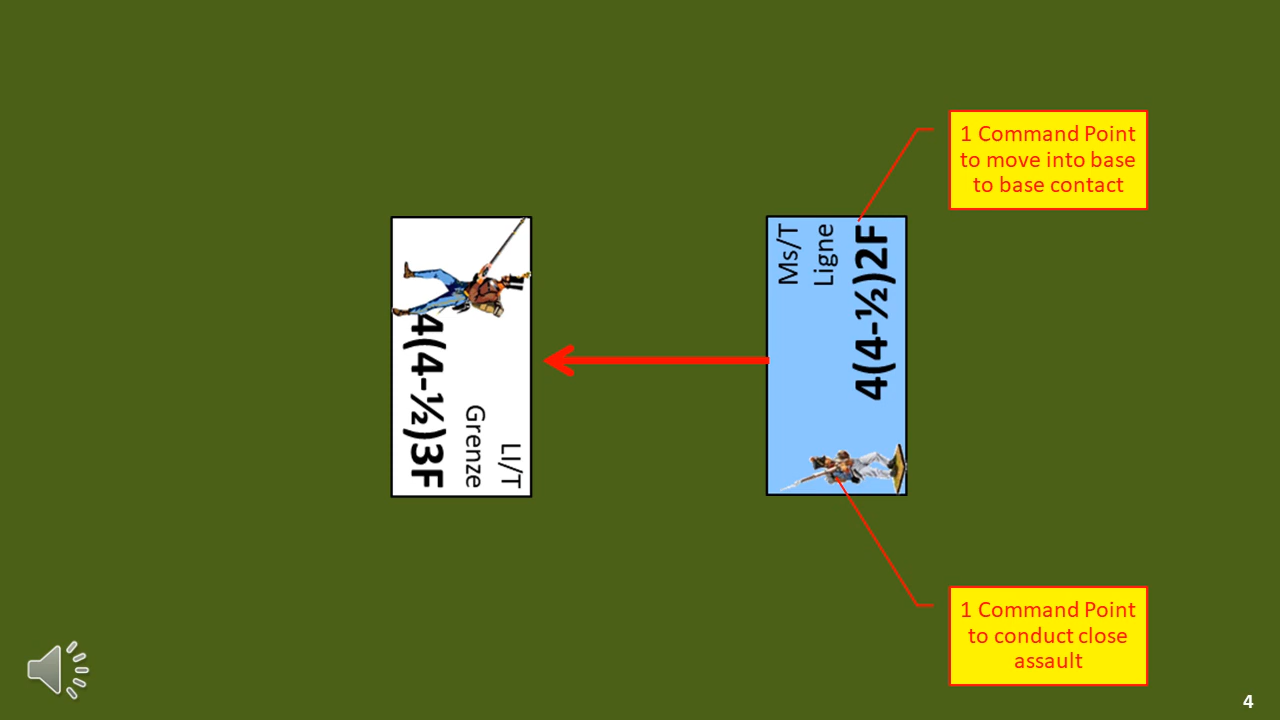 1 Command Point
to move into base
to base contact
Ms/T
Ligne
4(4-½)2F
LI/T
Grenze
4(4-½)3F
1 Command Point
to conduct close
assault
4